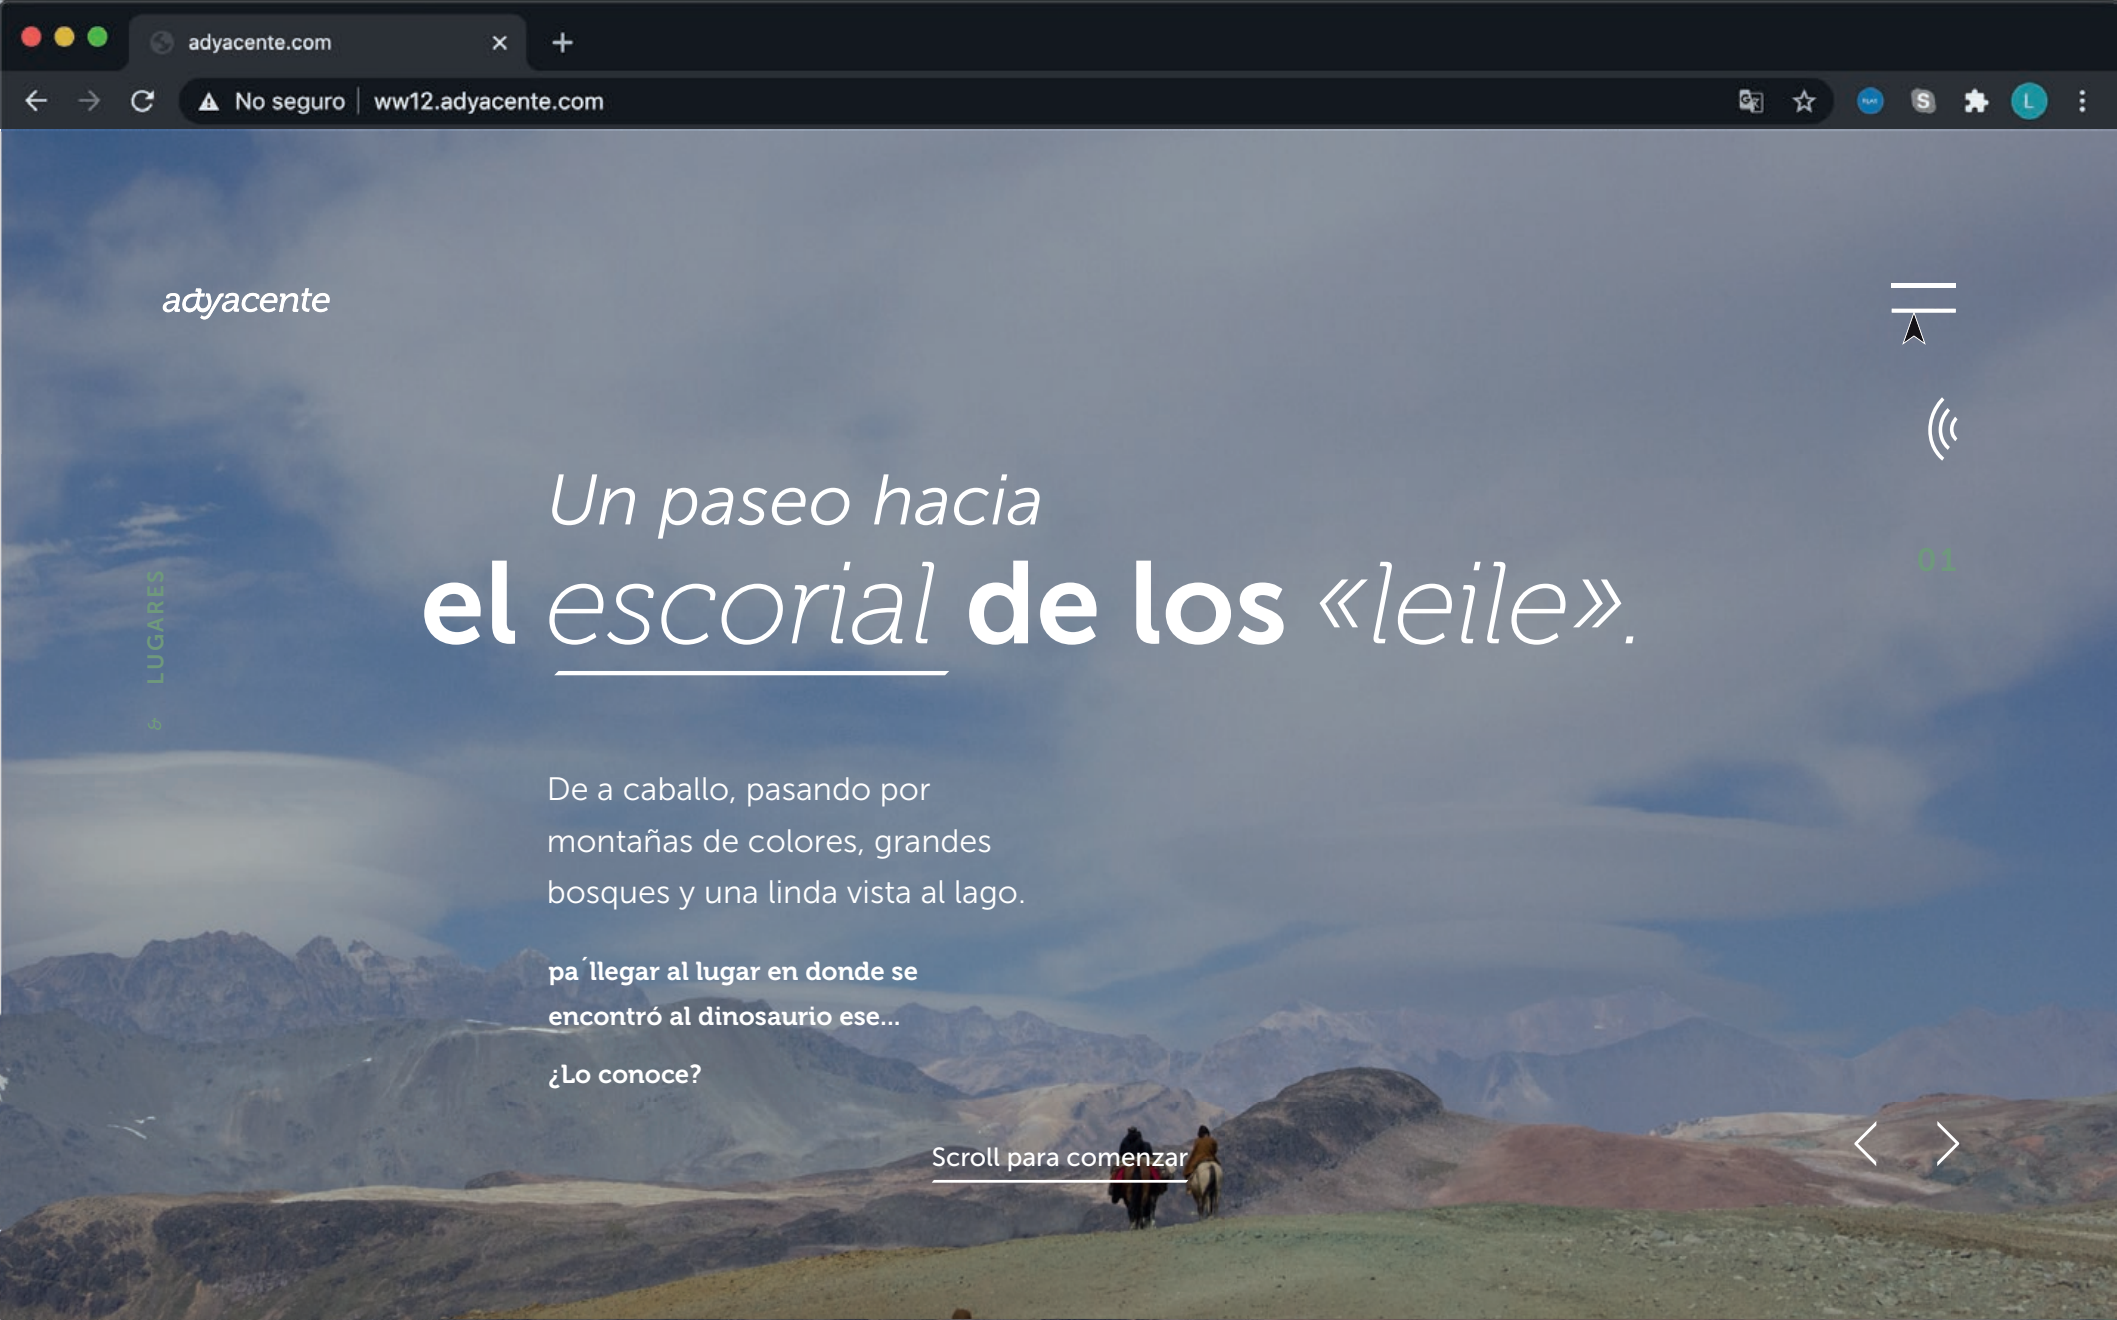 adyacente.com
No seguro
ww12.adyacente.com
S
L
adyacente
Un paseo hacia
el escorial de los «leile».
01
& LUGARES
De a caballo, pasando por
montañas de colores, grandes
bosques y una linda vista al lago.
pa´llegar al lugar en donde se
encontró al dinosaurio ese...
¿Lo conoce?
Scroll para comenzar